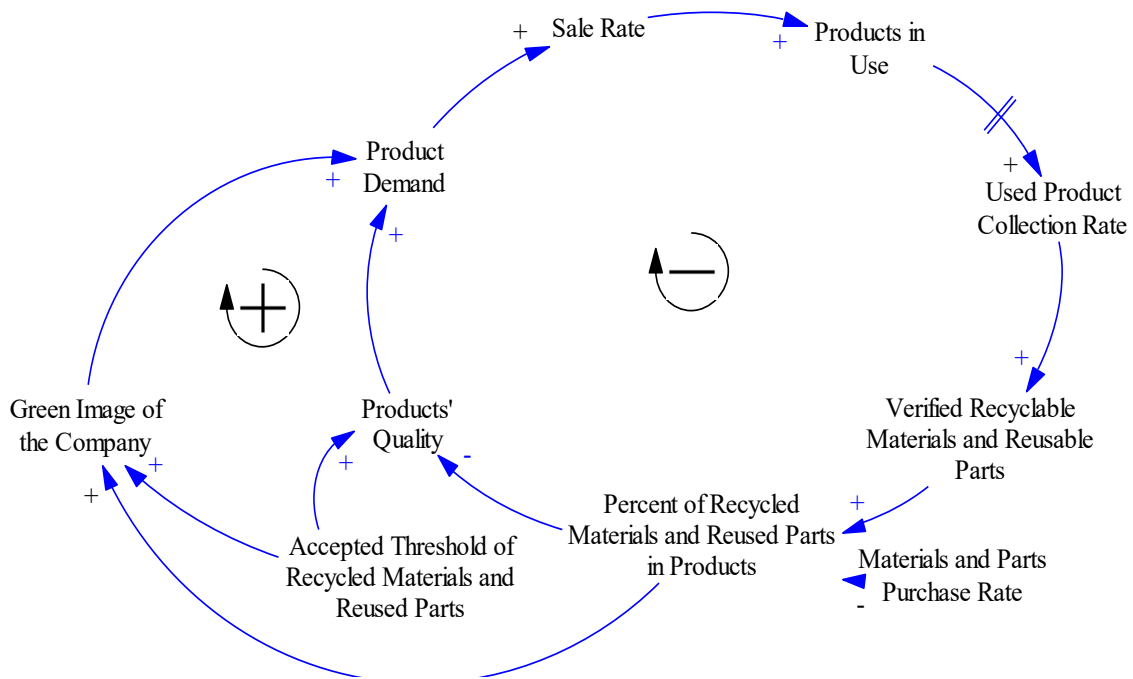 Sale Rate
+
Products in
Use
+
Product
Demand
+
+
Used Product
Collection Rate
+
+
Green Image of
the Company
+
+
Products'
Quality
+
-
Verified Recyclable
Materials and Reusable
Parts
+
Percent of Recycled
Materials and Reused Parts
in Products
+
-
Accepted Threshold of
Recycled Materials and
Reused Parts
Materials and Parts
Purchase Rate
-